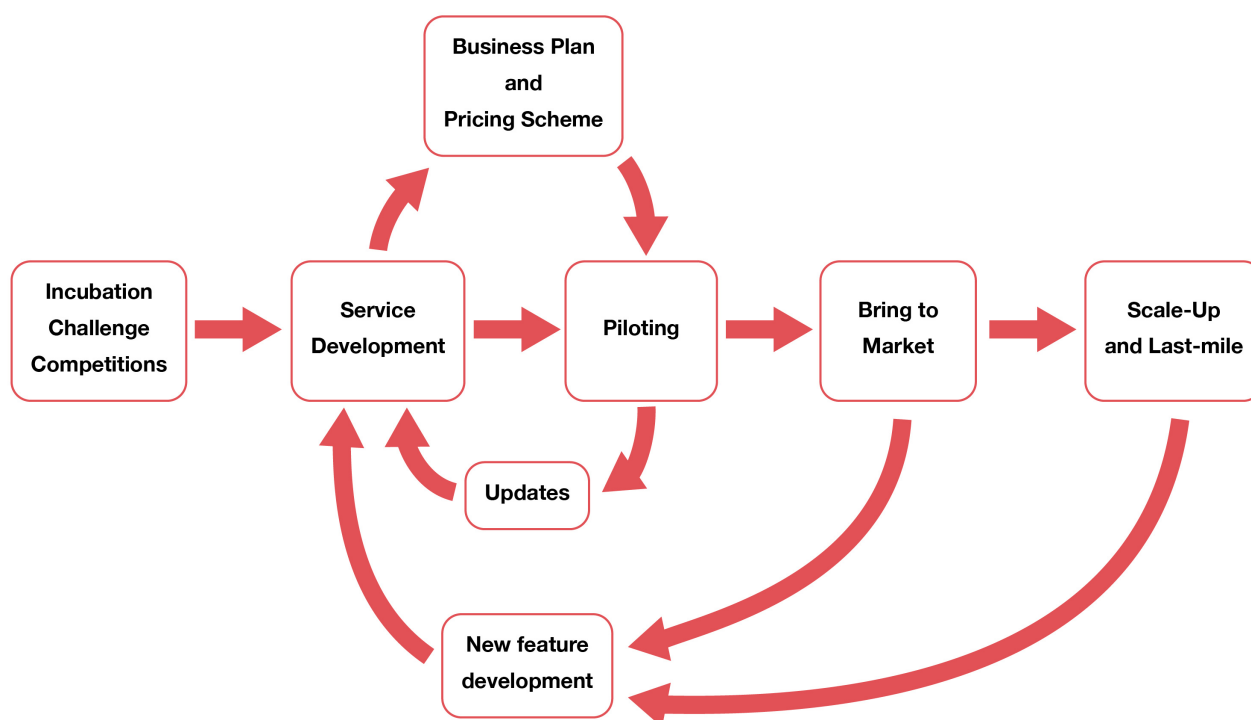 Business Plan
and
Pricing Scheme
Incubation
Challenge
Competitions
Service
Development
Piloting
Bring to
Market
Scale-Up
and Last-mile
Updates
New feature
development